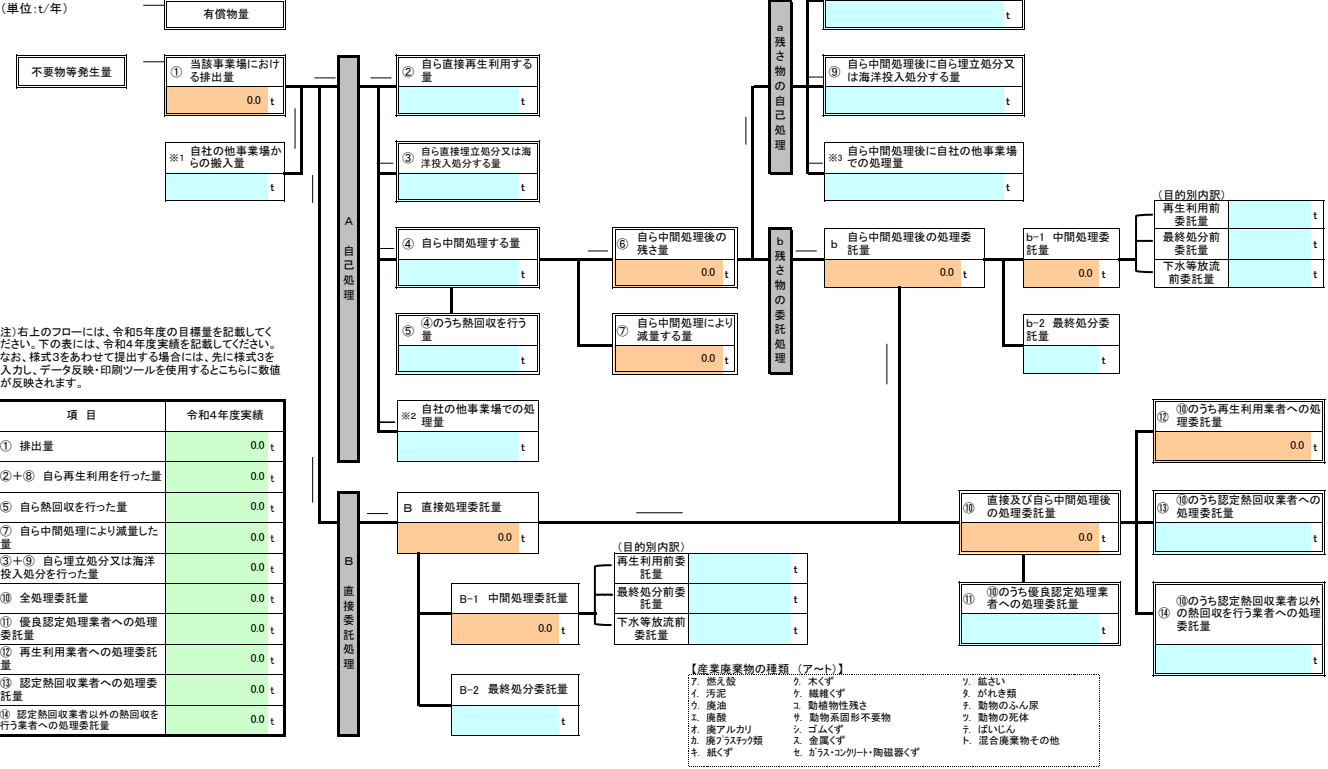 (単位:t/年)
有償物量
t
不要物等発生量
① 当該事業場におけ
る排出量
0.0 t
※1 自社の他事業場か
らの搬入量
t
A
自
己
処
理
② 自ら直接再生利用する
量
t
③ 自ら直接埋立処分又は海
洋投入処分する量
t
④ 自ら中間処理する量
t
⑤ ④のうち熱回収を行う
量
t
※2 自社の他事業場での処
理量
t
⑥ 自ら中間処理後の
残さ量
0.0 t
⑦ 自ら中間処理により
減量する量
0.0 t
a
残
さ
物
の
自
己
処
理
⑨ 自ら中間処理後に自ら埋立処分又
は海洋投入処分する量
t
※3 自ら中間処理後に自社の他事業場
での処理量
t
b
残
さ
物
の
委
託
処
理
b 自ら中間処理後の処理委
託量
0.0 t
b-1 中間処理委
託量
0.0 t
(目的別内訳)
再生利用前
委託量
t
最終処分前
委託量
t
下水等放流
前委託量
t
b-2 最終処分委
託量
t
注)右上のフローには、令和5年度の目標量を記載してく
ださい。下の表には、令和4年度実績を記載してください。
なお、様式3をあわせて提出する場合には、先に様式3を
入力し、データ反映・印刷ツールを使用するとこちらに数値
が反映されます。
項 目 令和4年度実績
① 排出量 0.0 t
②+⑧ 自ら再生利用を行った量 0.0 t
⑤ 自ら熱回収を行った量 0.0 t
⑦ 自ら中間処理により減量した
量 0.0 t
③+⑨ 自ら埋立処分又は海洋
投入処分を行った量 0.0 t
⑩ 全処理委託量 0.0 t
⑪ 優良認定処理業者への処理
委託量 0.0 t
⑫ 再生利用業者への処理委託
量 0.0 t
⑬ 認定熱回収業者への処理委
託量 0.0 t
⑭ 認定熱回収業者以外の熱回収を
行う業者への処理委託量 0.0 t
B
直
接
委
託
処
理
B 直接処理委託量
0.0 t
B-1 中間処理委託量
0.0 t
(目的別内訳)
再生利用前委
託量
t
最終処分前委
託量
t
下水等放流前
委託量
t
B-2 最終処分委託量
t
⑩ 直接及び自ら中間処理後
の処理委託量
0.0 t
⑪ ⑩のうち優良認定処理業
者への処理委託量
t
⑫ ⑩のうち再生利用業者への処
理委託量
0.0 t
⑬ ⑩のうち認定熱回収業者への
処理委託量
t
⑭ ⑩のうち認定熱回収業者以外
の熱回収を行う業者への処理
委託量
t
【産業廃棄物の種類 (ア~ト)】
ア. 燃え殻 ク. 木くず ソ. 鉱さい
イ. 汚泥 ケ. 繊維くず タ. がれき類
ウ. 廃油 コ. 動植物性残さ チ. 動物のふん尿
エ. 廃酸 サ. 動物系固形不要物 ツ. 動物の死体
オ. 廃アルカリ シ. ゴムくず テ. ばいじん
カ. 廃プラスチック類 ス. 金属くず ト. 混合廃棄物その他
キ. 紙くず セ. ガラス・コンクリート・陶磁器くず